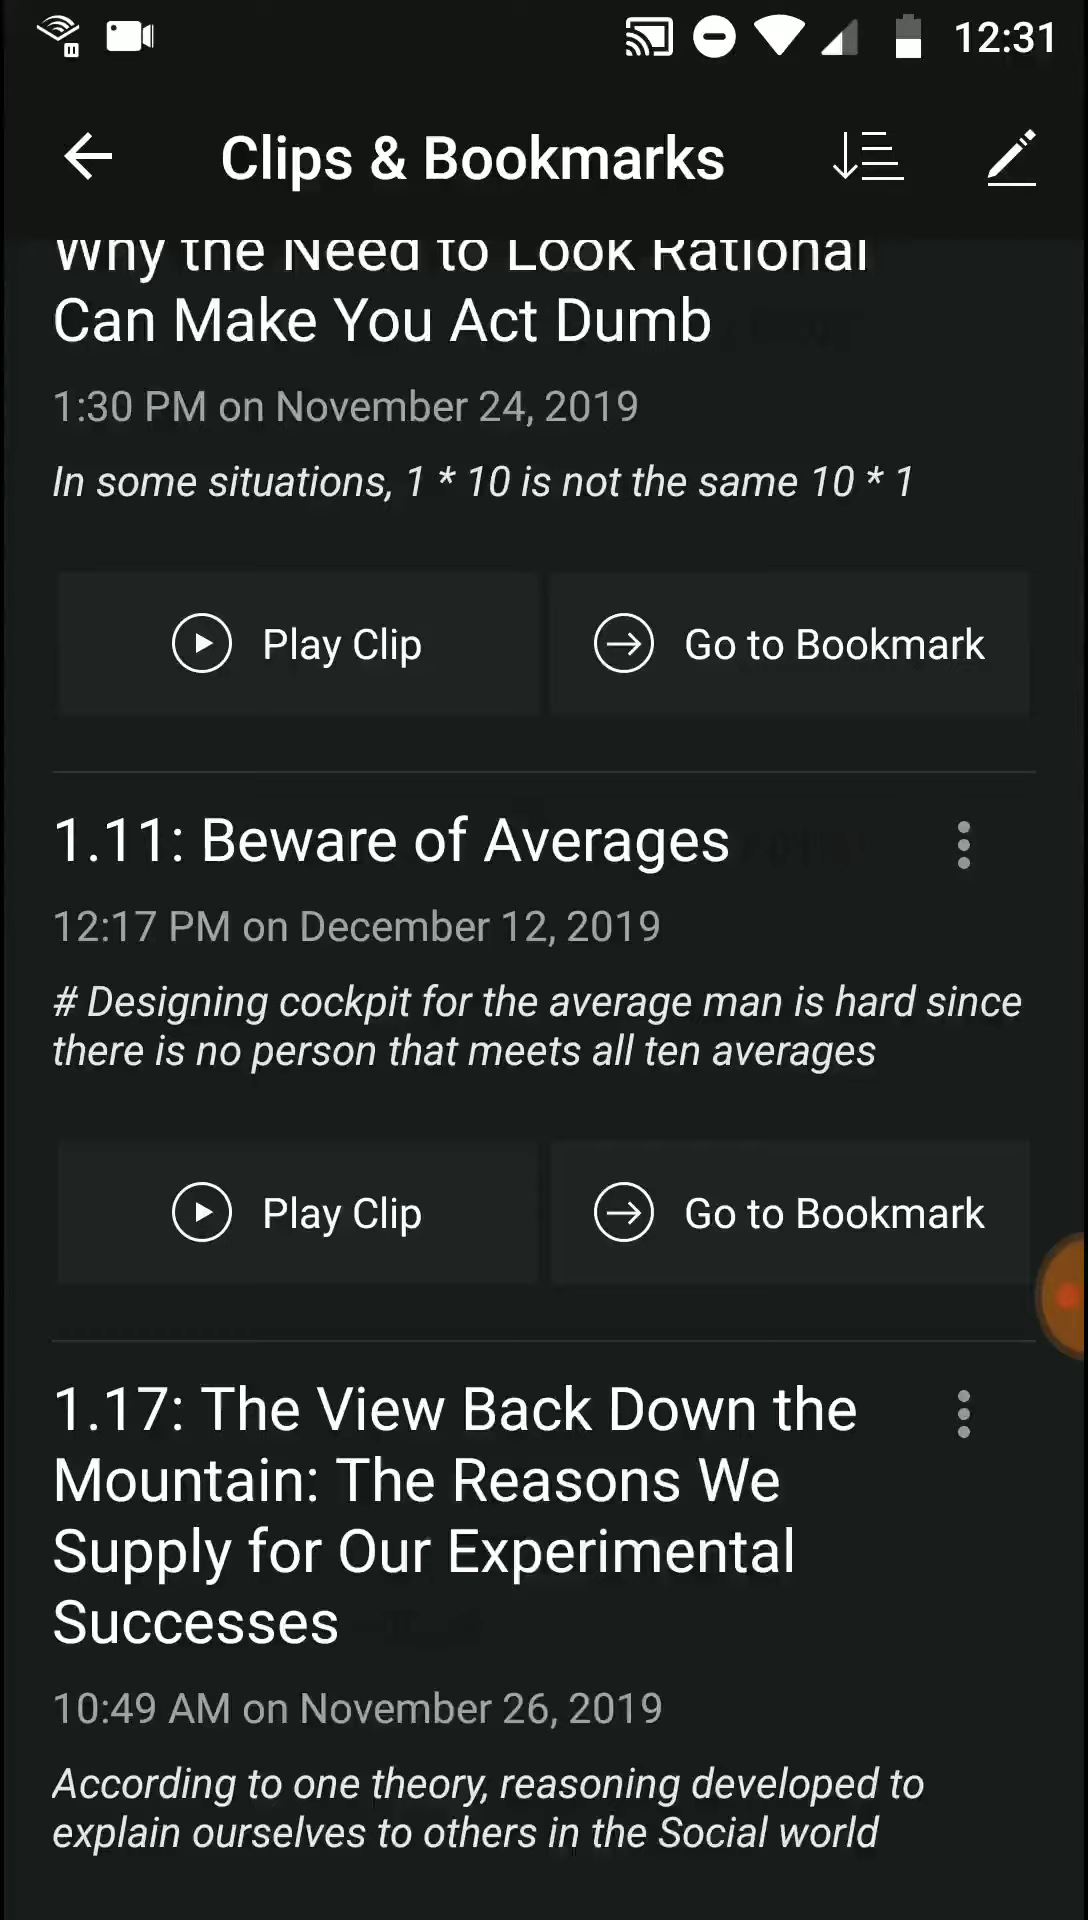 12:31
Clips & Bookmarks
Why the Need to Look Rational
Can Make You Act Dumb
1:30 PM on November 24, 2019
In some situations, 1 * 10 is not the same 10 * 1
Play Clip
Go to Bookmark
1.11: Beware of Averages
12:17 PM on December 12, 2019
# Designing cockpit for the average man is hard since
there is no person that meets all ten averages
Play Clip
Go to Bookmark
1.17: The View Back Down the
Mountain: The Reasons We
Supply for Our Experimental
Successes
10:49 AM on November 26, 2019
According to one theory, reasoning developed to
explain ourselves to others in the Social world